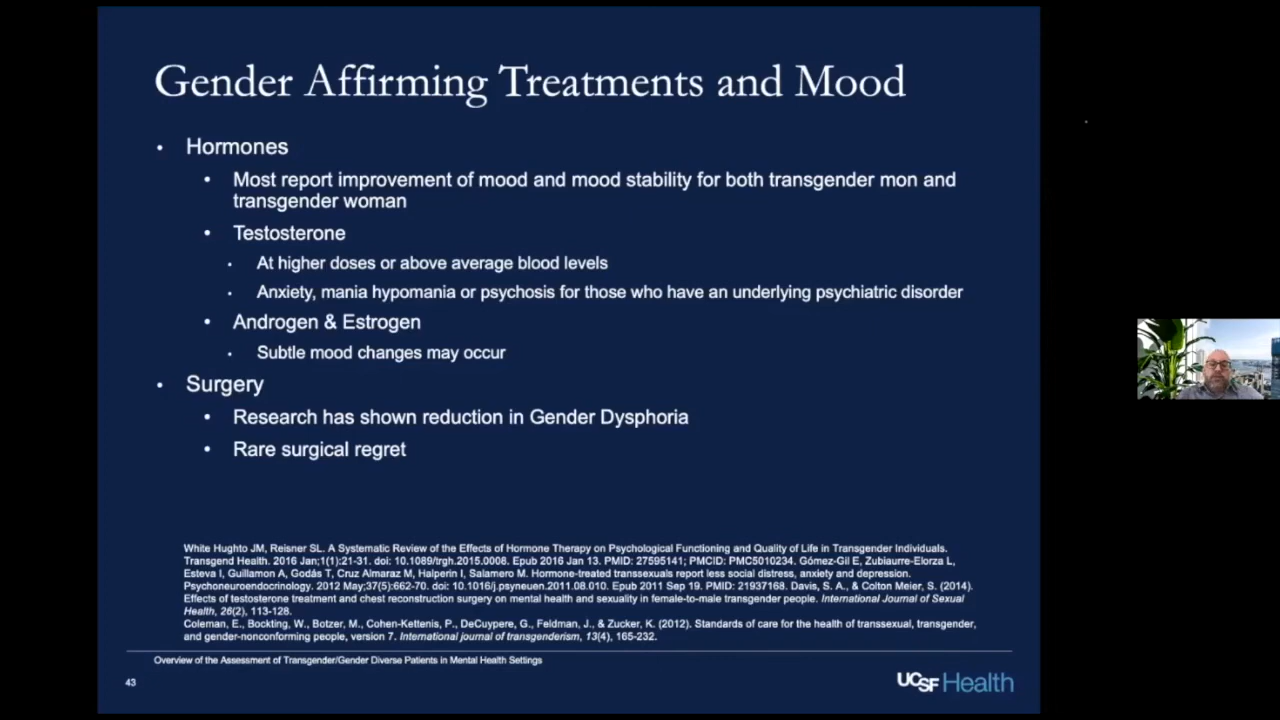 Gender Affirming Treatments and Mood
• Hormones
• Most report improvement of mood and mood stability for both transgender mon and
transgender woman
• Testosterone
• At higher doses or above average blood levels
• Anxiety, mania hypomania or psychosis for those who have an underlying psychiatric disorder
• Androgen & Estrogen
• Subtle mood changes may occur
• Surgery
• Research has shown reduction in Gender Dysphoria
• Rare surgical regret
White Hughto JM, Reisner SL. A Systematic Review of the Effects of Hormone Therapy on Psychological Functioning and Quality of Life in Transgender Individuals.
Transgend Health. 2016 Jan;1(1):21-31. doi: 10.1089/trgh.2015.0008. Epub 2016 Jan 13. PMID: 27595141; PMCID: PMC5010234. Gómez-Gil E, Zubiaurre-Elorza L,
Esteva I, Guillamon A, Godás T, Cruz Almaraz M, Halperin I, Salamero M. Hormone-treated transsexuals report less social distress, anxiety and depression.
Psychoneuroendocrinology. 2012 May;37(5):662-70. doi: 10.1016/j.psyneuen.2011.08.010. Epub 2011 Sep 19. PMID: 21937168. Davis, S. A., & Colton Meier, S. (2014).
Effects of testosterone treatment and chest reconstruction surgery on mental health and sexuality in female-to-male transgender people. International Journal of Sexual
Health, 26(2), 113-128.
Coleman, E., Bockting, W., Botzer, M., Cohen-Kettenis, P., DeCuypere, G., Feldman, J., & Zucker, K. (2012). Standards of care for the health of transsexual, transgender,
and gender-nonconforming people, version 7. International journal of transgenderism, 13(4), 165-232.
Overview of the Assessment of Transgender/Gender Diverse Patients in Mental Health Settings
43
UCSF Health